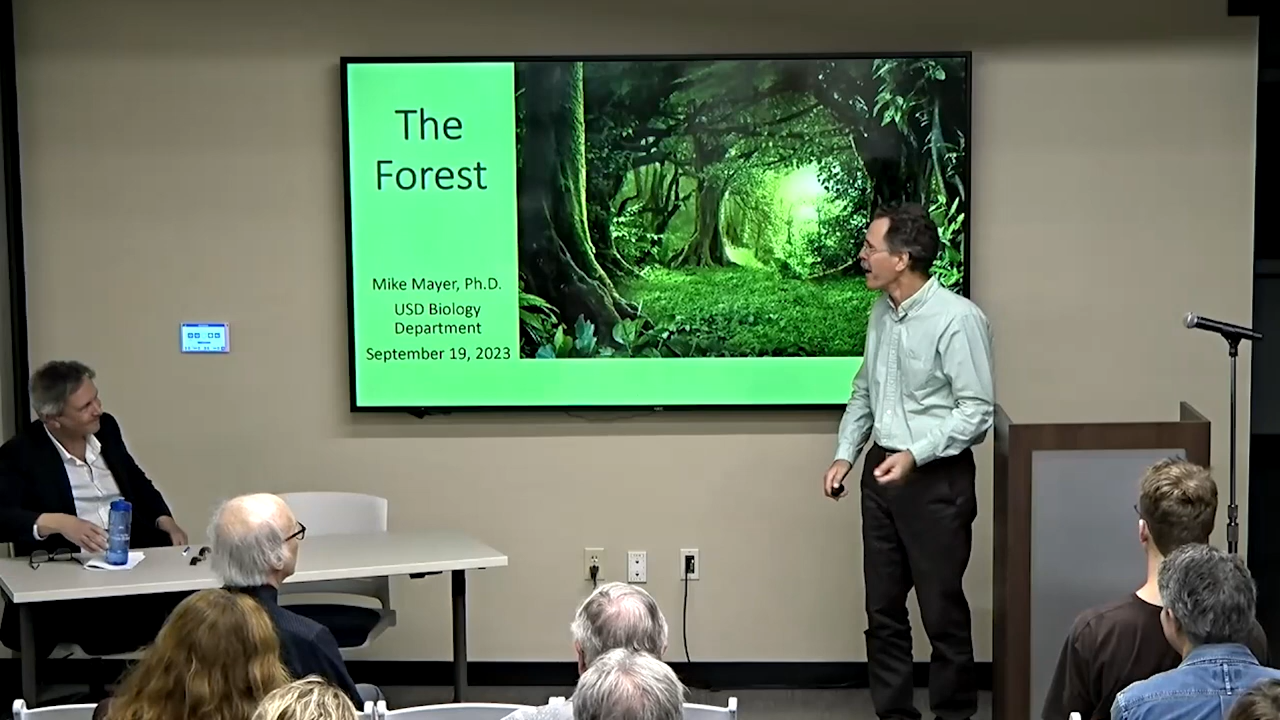 The
Forest
Mike Mayer, Ph.D.
USD Biology
Department
September 19, 2023